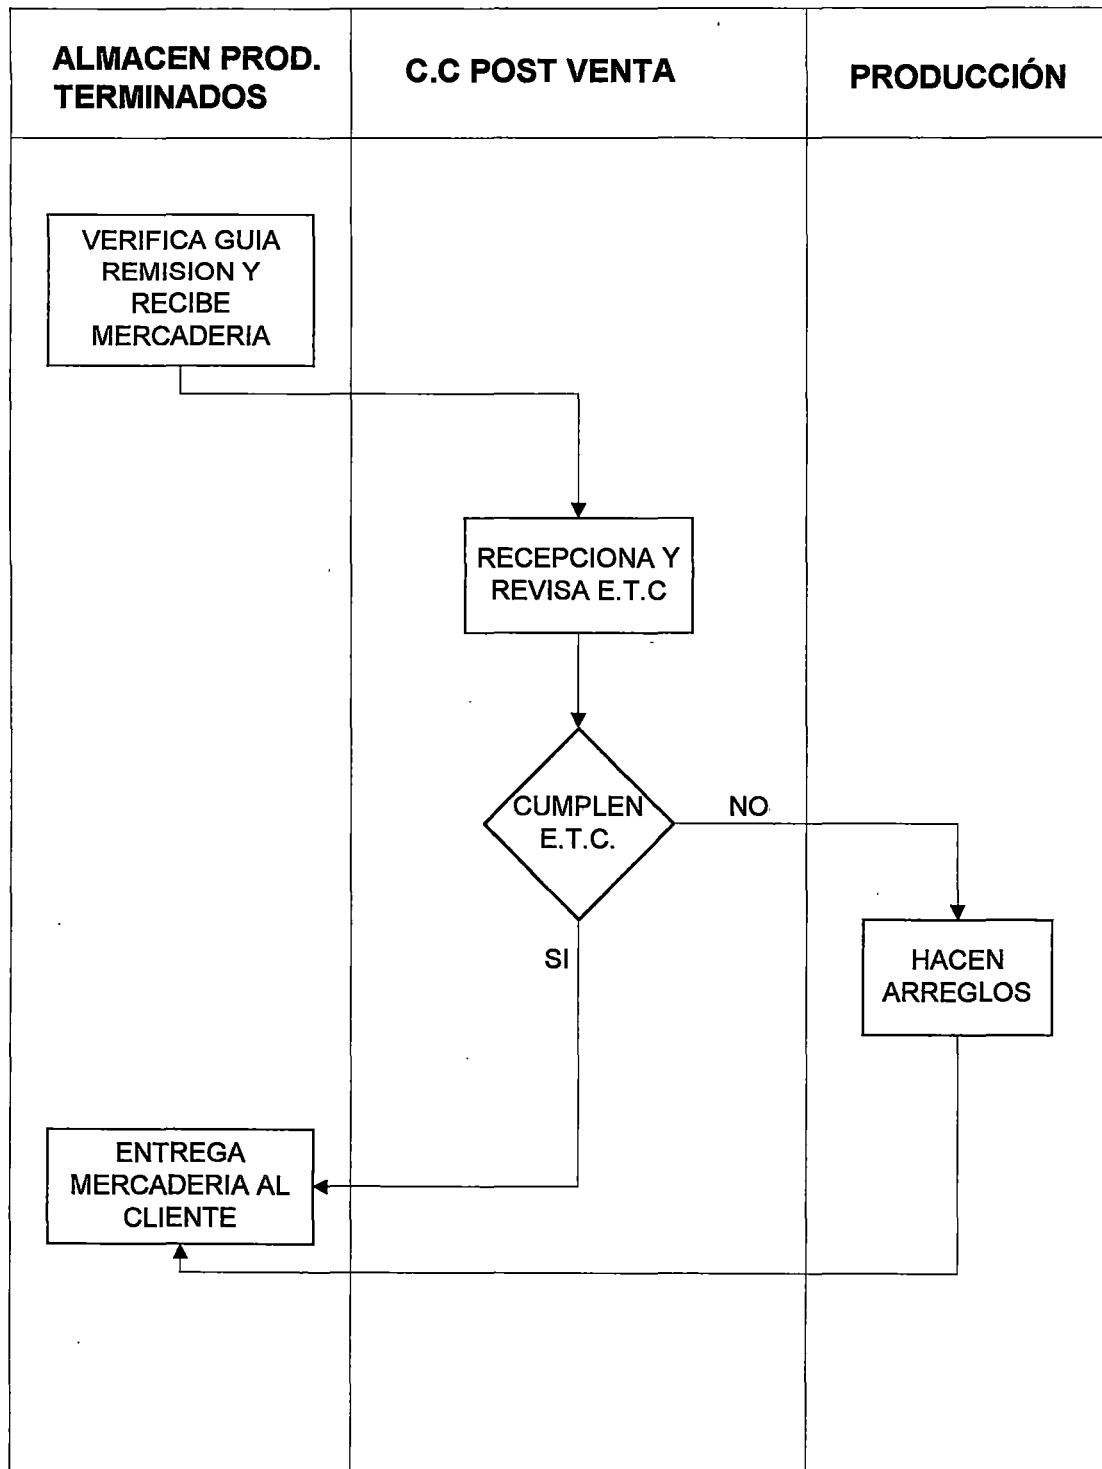 ALMACEN PROD.
TERMINADOS
C.C POST VENTA
PRODUCCIÓN
VERIFICA GUIA
REMISION Y
RECIBE
MERCADERIA
RECEPCIONA Y
REVISA E.T.C
CUMPLEN
E.T.C.
NO
SI
HACEN
ARREGLOS
ENTREGA
MERCADERIA AL
CLIENTE